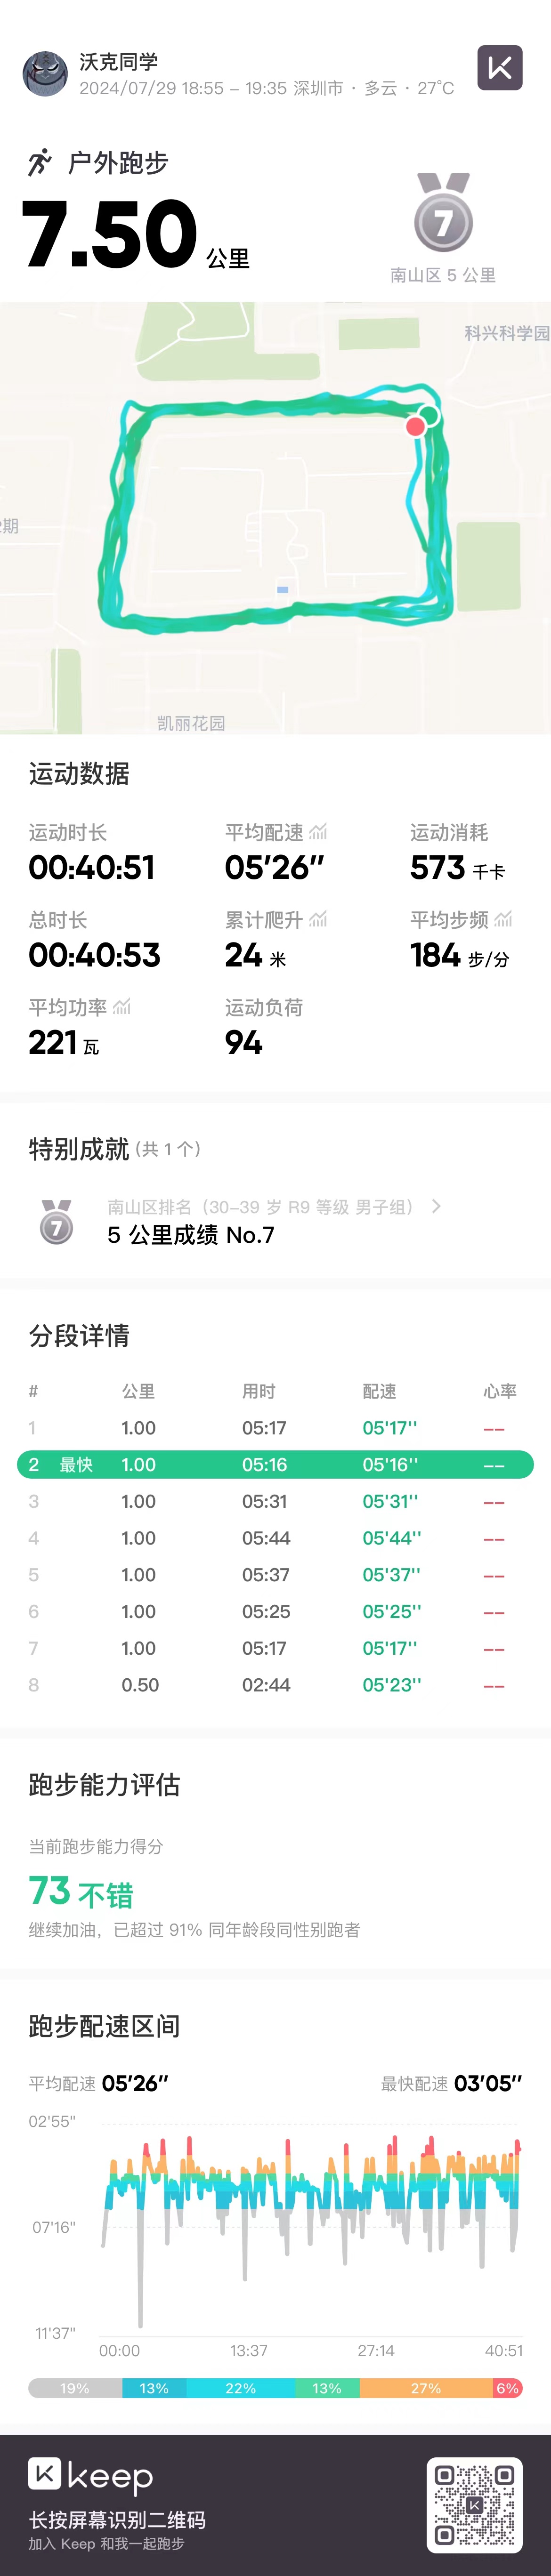 沃克同学
2024/07/29 18:55 – 19:35 深圳市 · 多云 · 27°C
户外跑步
7.50 公里
7
南山区 5 公里
科兴科学园
期
凯丽花园
运动数据
运动时长 平均配速 运动消耗
00:40:51 05'26" 573 千卡
总时长 累计爬升 平均步频
00:40:53 24 米 184 步/分
平均功率 运动负荷
221 瓦 94
特别成就 (共 1 个)
7
南山区排名（30-39 岁 R9 等级 男子组）
5 公里成绩 No.7
分段详情
# 公里 用时 配速 心率
1 1.00 05:17 05'17'' --
2 最快 1.00 05:16 05'16'' --
3 1.00 05:31 05'31'' --
4 1.00 05:44 05'44'' --
5 1.00 05:37 05'37'' --
6 1.00 05:25 05'25'' --
7 1.00 05:17 05'17'' --
8 0.50 02:44 05'23'' --
跑步能力评估
当前跑步能力得分
73 不错
继续加油，已超过 91% 同年龄段同性别跑者
跑步配速区间
平均配速 05'26" 最快配速 03'05"
02'55"
07'16"
11'37"
00:00 13:37 27:14 40:51
19% 13% 22% 13% 27% 6%
keep
长按屏幕识别二维码
加入 Keep 和我一起跑步